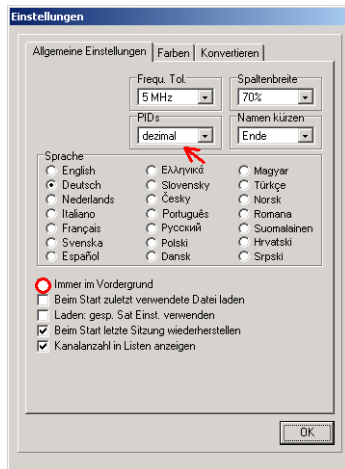 Einstellungen
Allgemeine Einstellungen Farben Konvertieren
Frequ. Tol. Spaltenbreite
5 MHz 70%
PIDs Namen kürzen
dezimal Ende
Sprache
English Ελληνικά Magyar
Deutsch Slovensky Türkçe
Nederlands Česky Norsk
Italiano Português Romana
Français Русский Suomalainen
Svenska Polski Hrvatski
Español Dansk Srpski
Immer im Vordergrund
Beim Start zuletzt verwendete Datei laden
Laden: gesp. Sat Einst. verwenden
Beim Start letzte Sitzung wiederherstellen
Kanalanzahl in Listen anzeigen
OK